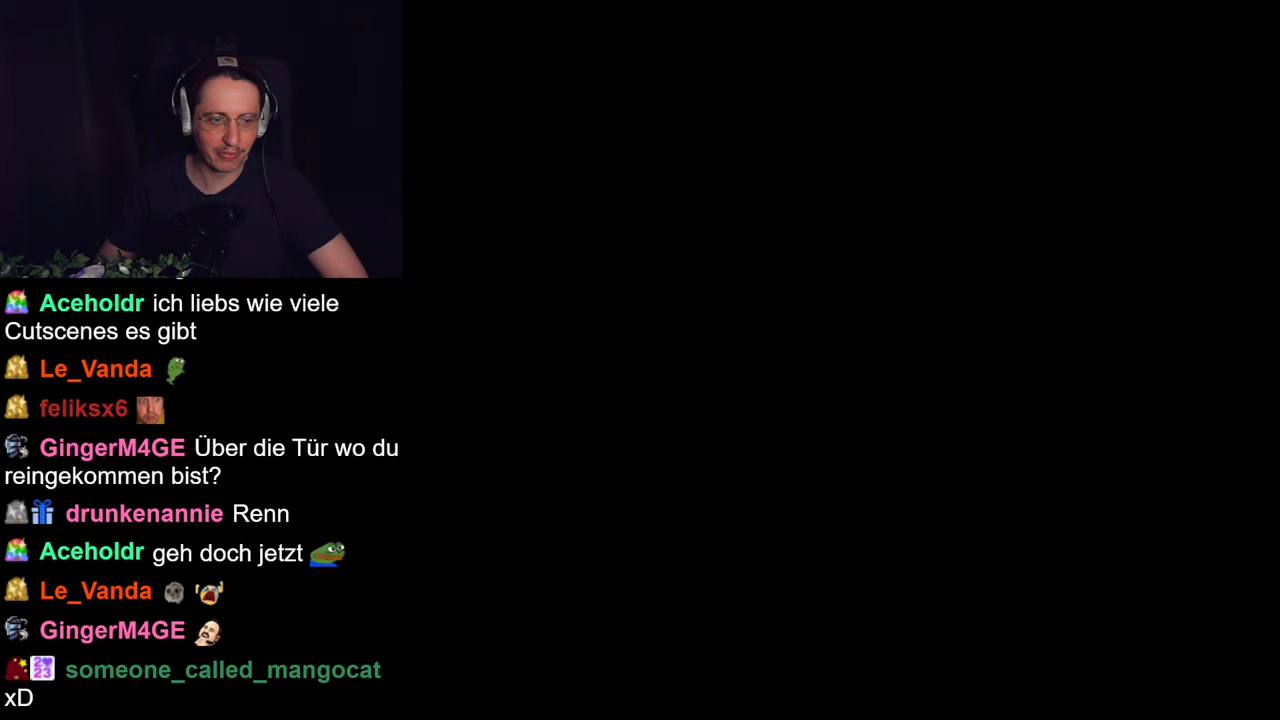 Aceholdr ich liebs wie viele
Cutscenes es gibt
Le_Vanda
feliksx6
GingerM4GE Über die Tür wo du
reingekommen bist?
drunkenannie Renn
Aceholdr geh doch jetzt
Le_Vanda
GingerM4GE
someone_called_mangocat
xD